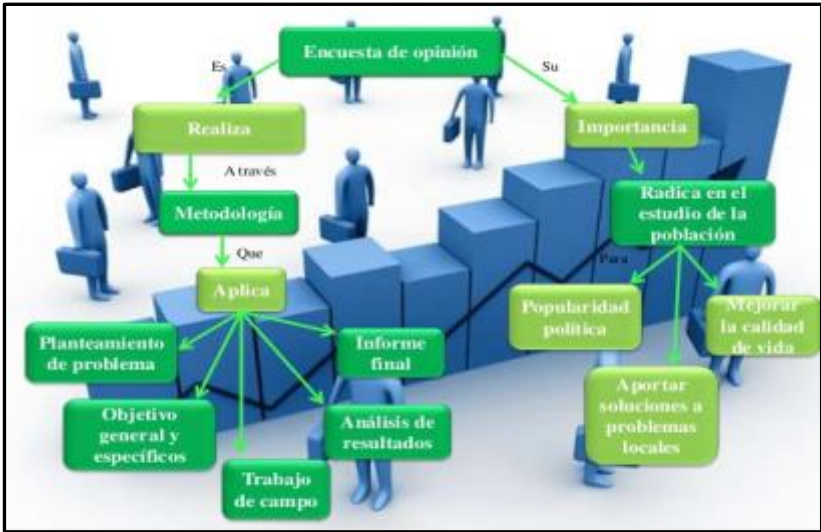 Encuesta de opinión
Es
Su
Realiza
Importancia
A través
Metodología
Radica en el
estudio de la
población
Que
Para
Aplica
Popularidad
política
Mejorar
la calidad
de vida
Planteamiento
de problema
Informe
final
Objetivo
general y
específicos
Análisis de
resultados
Aportar
soluciones a
problemas
locales
Trabajo
de campo